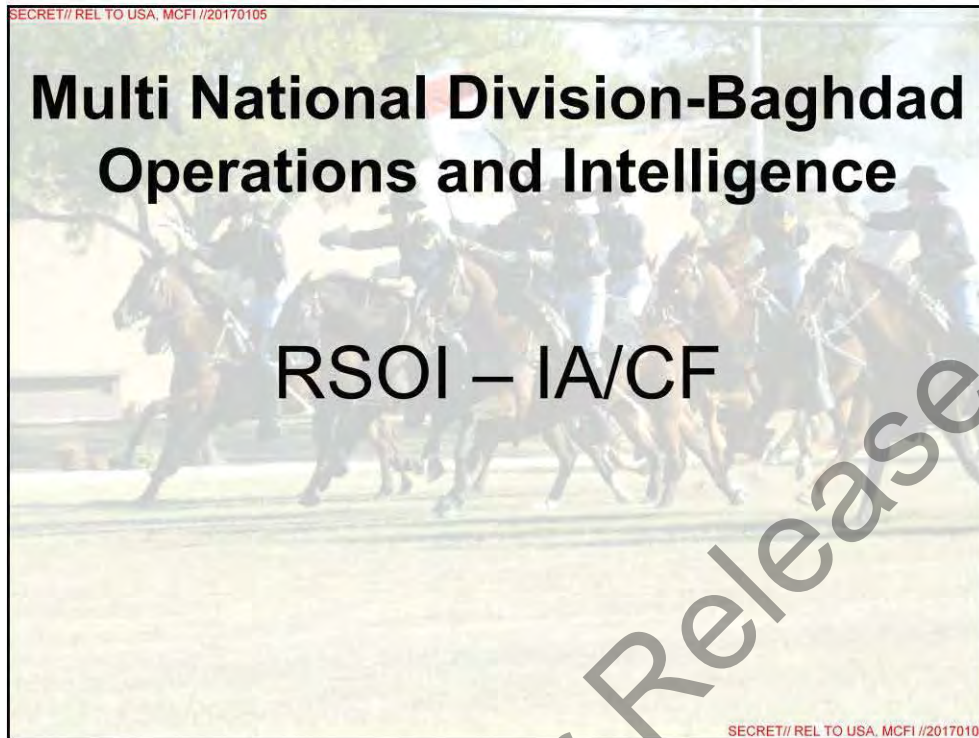 SECRET// REL TO USA, MCFI //20170105
Multi National Division-Baghdad
Operations and Intelligence
RSOI – IA/CF
Release
SECRET// REL TO USA, MCFI //2017010